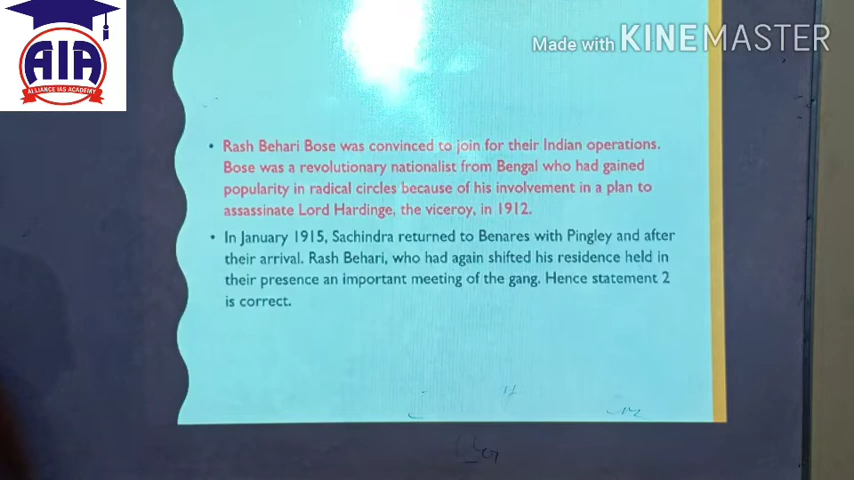 AIA
ALLIANCE IAS ACADEMY
Made with KINEMASTER
• Rash Behari Bose was convinced to join for their Indian operations.
Bose was a revolutionary nationalist from Bengal who had gained
popularity in radical circles because of his involvement in a plan to
assassinate Lord Hardinge, the viceroy, in 1912.
• In January 1915, Sachindra returned to Benares with Pingley and after
their arrival. Rash Behari, who had again shifted his residence held in
their presence an important meeting of the gang. Hence statement 2
is correct.